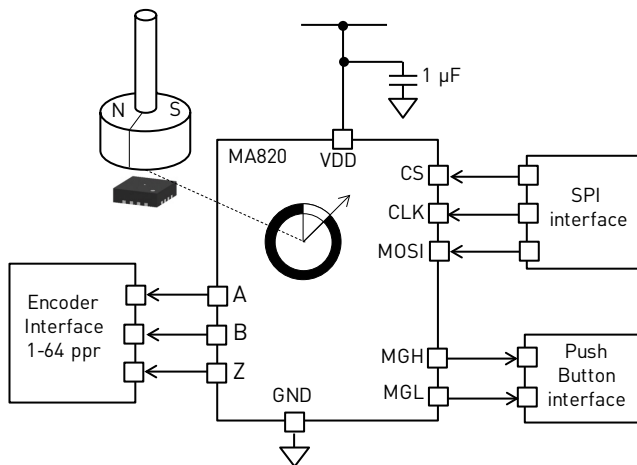 N S
1 µF
MA820
VDD
CS
CLK
MOSI
SPI
interface
A
B
Z
Encoder
Interface
1-64 ppr
MGH
MGL
Push
Button
interface
GND